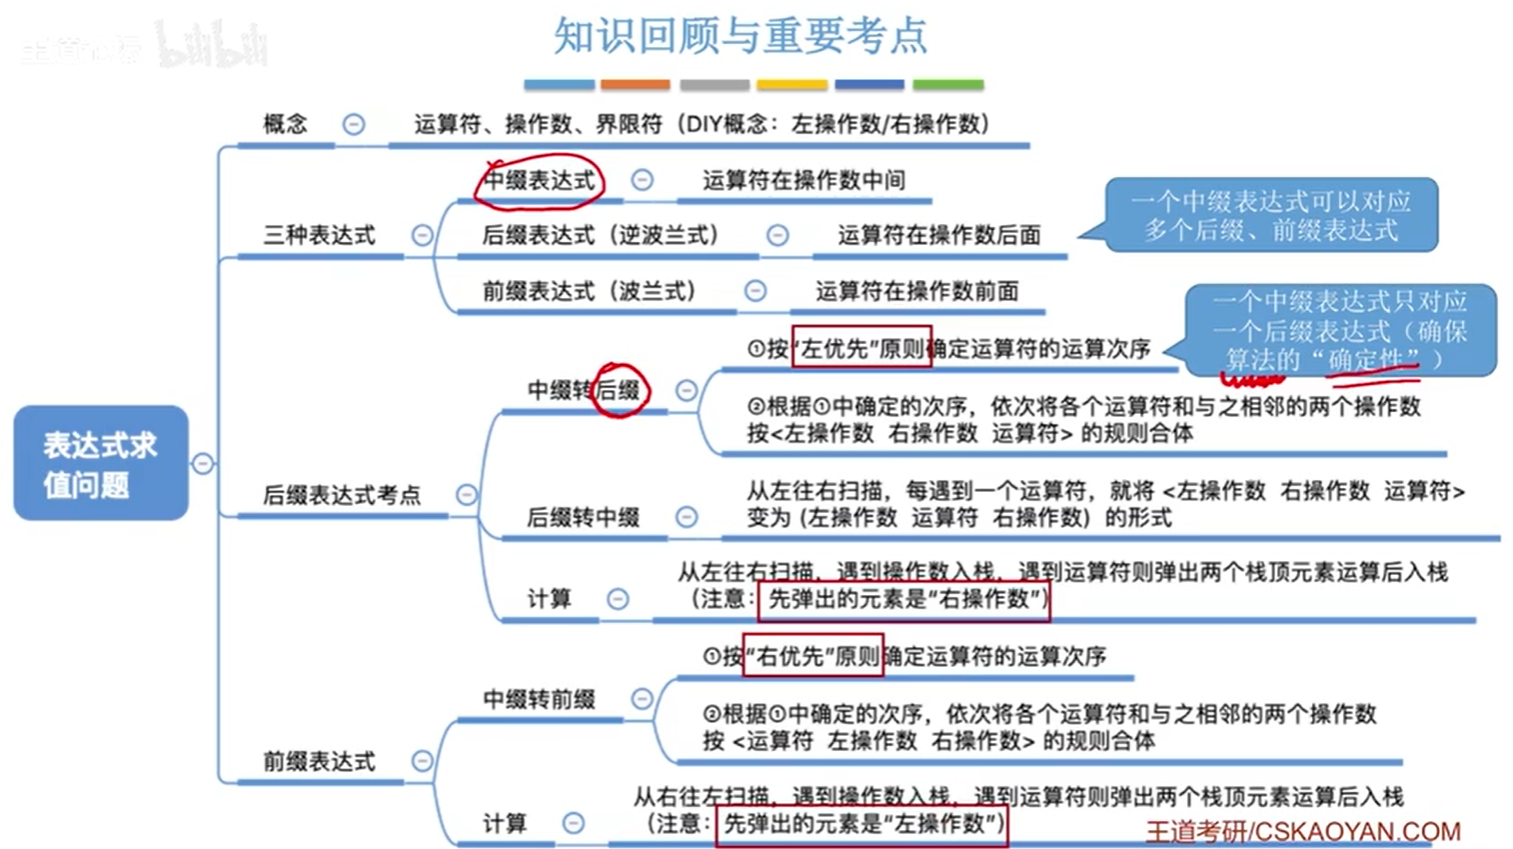 王道论坛 bilibili
知识回顾与重要考点
概念
运算符、操作数、界限符（DIY概念：左操作数/右操作数）
三种表达式
中缀表达式
运算符在操作数中间
后缀表达式（逆波兰式）
运算符在操作数后面
前缀表达式（波兰式）
运算符在操作数前面
一个中缀表达式可以对应
多个后缀、前缀表达式
表达式求
值问题
后缀表达式考点
中缀转后缀
①按“左优先”原则确定运算符的运算次序
一个中缀表达式只对应
一个后缀表达式（确保
算法的“确定性”）
②根据①中确定的次序，依次将各个运算符和与之相邻的两个操作数
按<左操作数 右操作数 运算符> 的规则合体
后缀转中缀
从左往右扫描，每遇到一个运算符，就将 <左操作数 右操作数 运算符>
变为 (左操作数 运算符 右操作数) 的形式
计算
从左往右扫描，遇到操作数入栈，遇到运算符则弹出两个栈顶元素运算后入栈
（注意：先弹出的元素是“右操作数”）
前缀表达式
中缀转前缀
①按“右优先”原则确定运算符的运算次序
②根据①中确定的次序，依次将各个运算符和与之相邻的两个操作数
按 <运算符 左操作数 右操作数> 的规则合体
计算
从右往左扫描，遇到操作数入栈，遇到运算符则弹出两个栈顶元素运算后入栈
（注意：先弹出的元素是“左操作数”）
王道考研/CSKAOYAN.COM